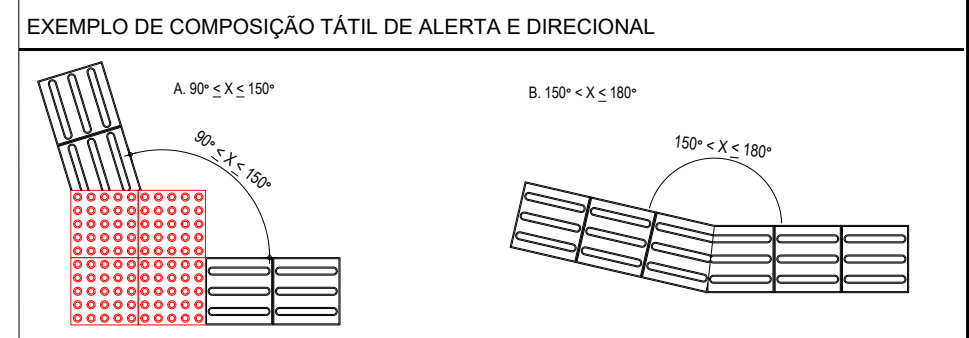 EXEMPLO DE COMPOSIÇÃO TÁTIL DE ALERTA E DIRECIONAL
A. 90° ≤ X ≤ 150°
B. 150° < X ≤ 180°
90° ≤ X ≤ 150°
150° < X ≤ 180°